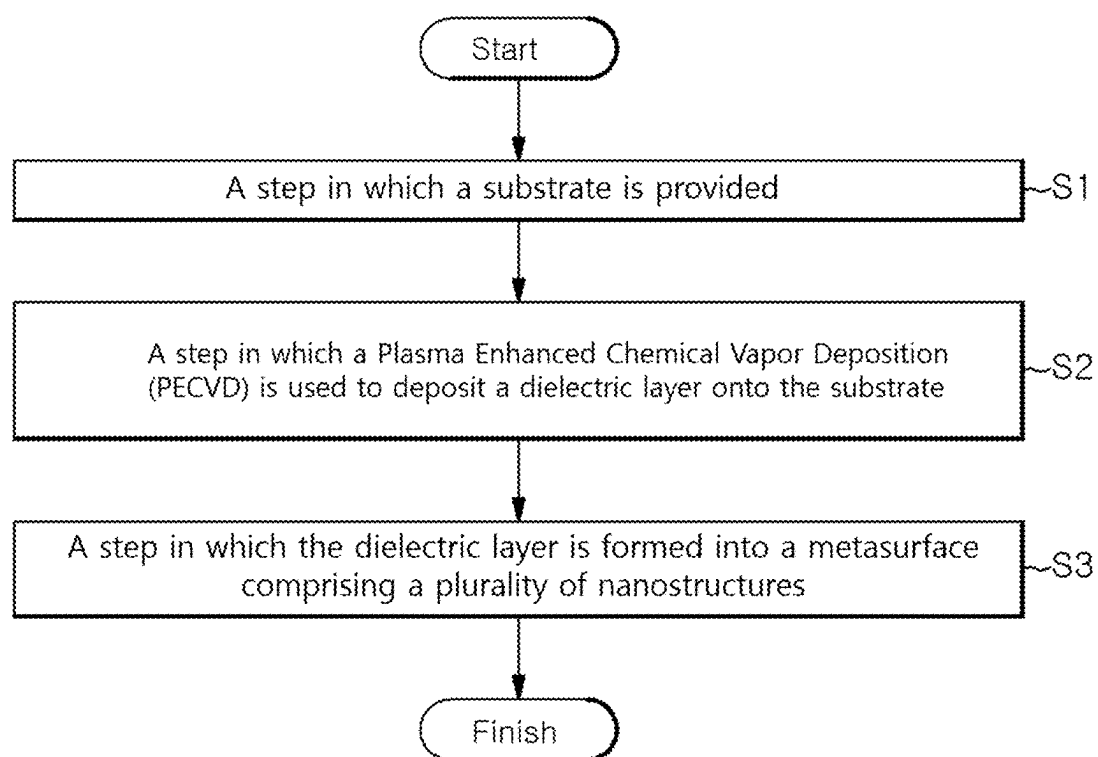 Start
A step in which a substrate is provided
S1
A step in which a Plasma Enhanced Chemical Vapor Deposition
(PECVD) is used to deposit a dielectric layer onto the substrate
S2
A step in which the dielectric layer is formed into a metasurface
comprising a plurality of nanostructures
S3
Finish